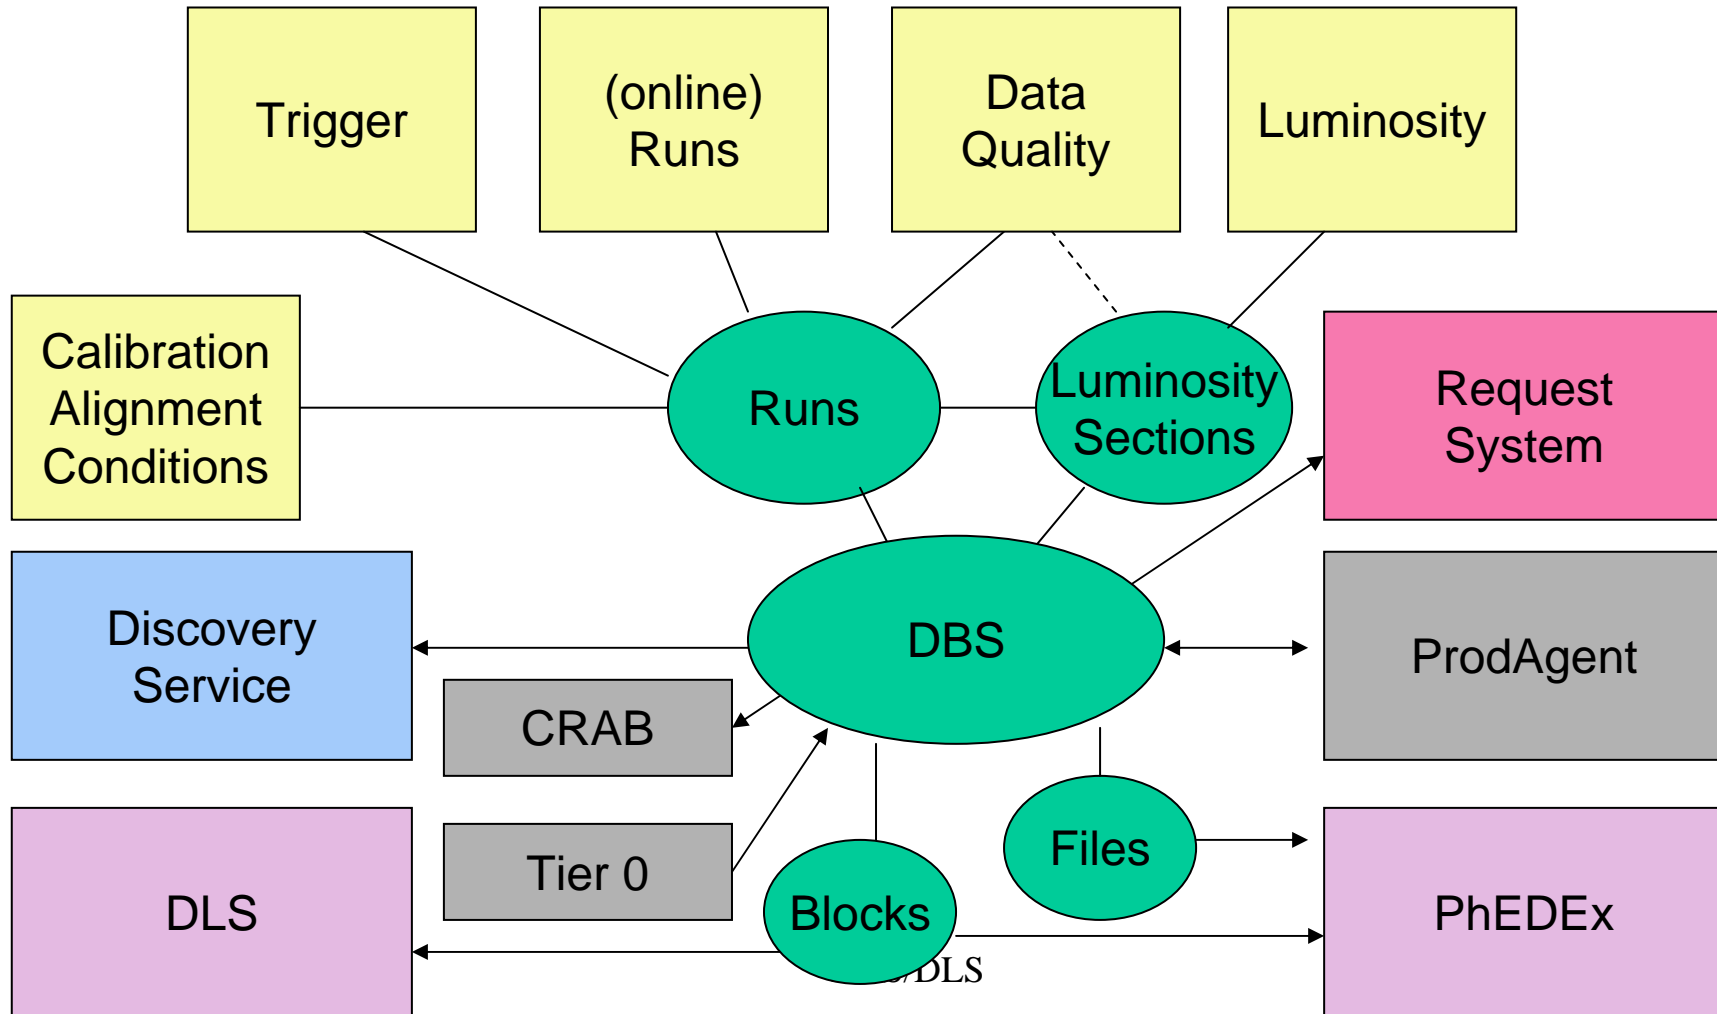 Trigger
(online)
Runs
Data
Quality
Luminosity
Calibration
Alignment
Conditions
Runs
Luminosity
Sections
Request
System
Discovery
Service
DBS
ProdAgent
CRAB
Tier 0
Files
DLS
Blocks
PhEDEx
/DLS